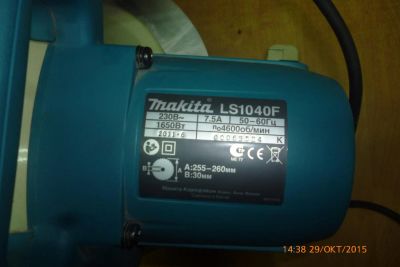 Makita LS1040F
230В~ 7.5А 50-60Гц
1650Вт n₀4600об/мин
2011.6 K
A:255-260мм
B:30мм
14:38 29/ОКТ/2015